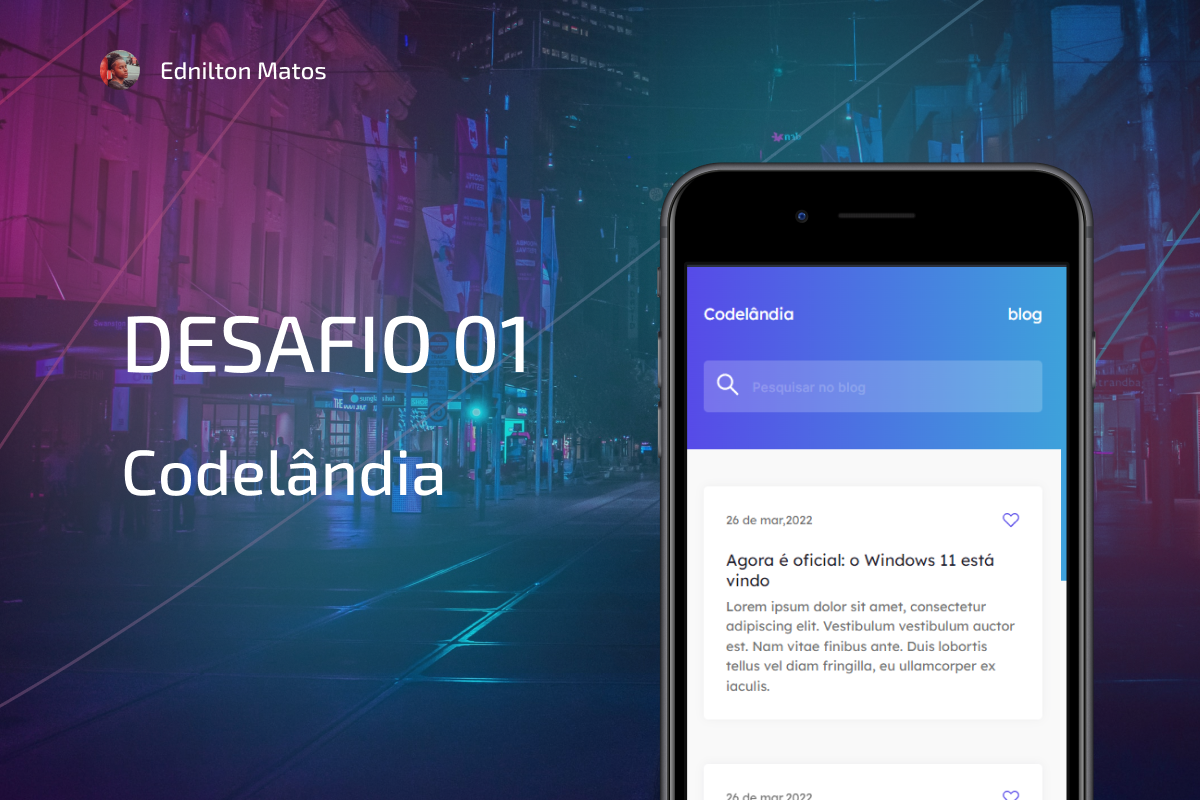 Ednilton Matos
DESAFIO 01
Codelândia
Codelândia
blog
Pesquisar no blog
26 de mar,2022
Agora é oficial: o Windows 11 está
vindo
Lorem ipsum dolor sit amet, consectetur
adipiscing elit. Vestibulum vestibulum auctor
est. Nam vitae finibus ante. Duis lobortis
tellus vel diam fringilla, eu ullamcorper ex
iaculis.
26 de mar,2022